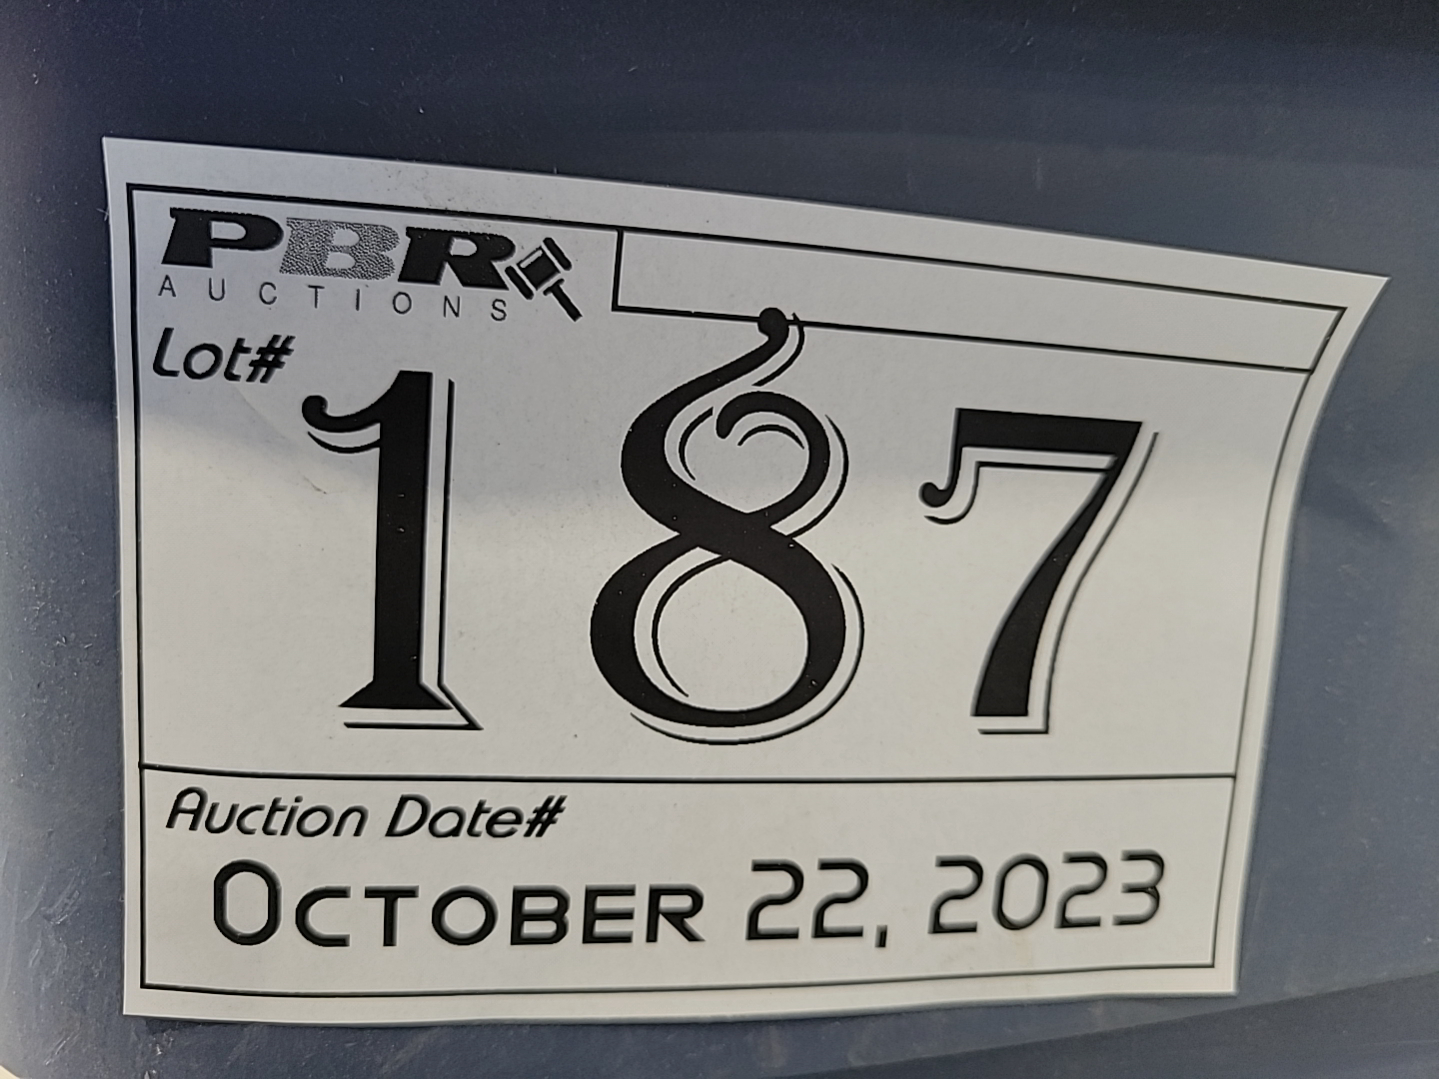 PBR
AUCTIONS
Lot#
187
Auction Date#
OCTOBER 22, 2023